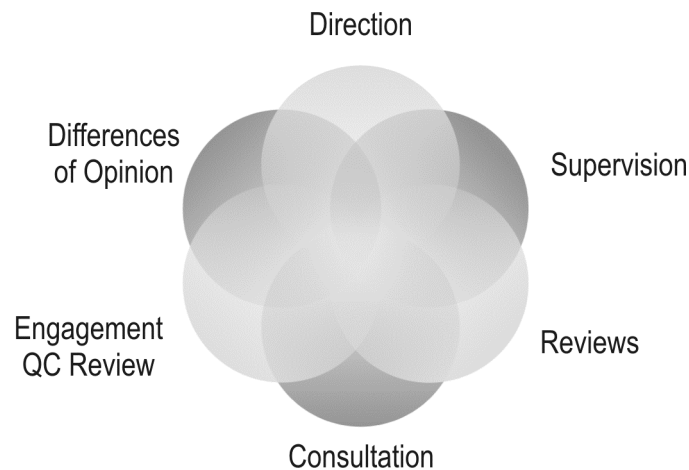 Direction
Differences
of Opinion
Supervision
Engagement
QC Review
Reviews
Consultation